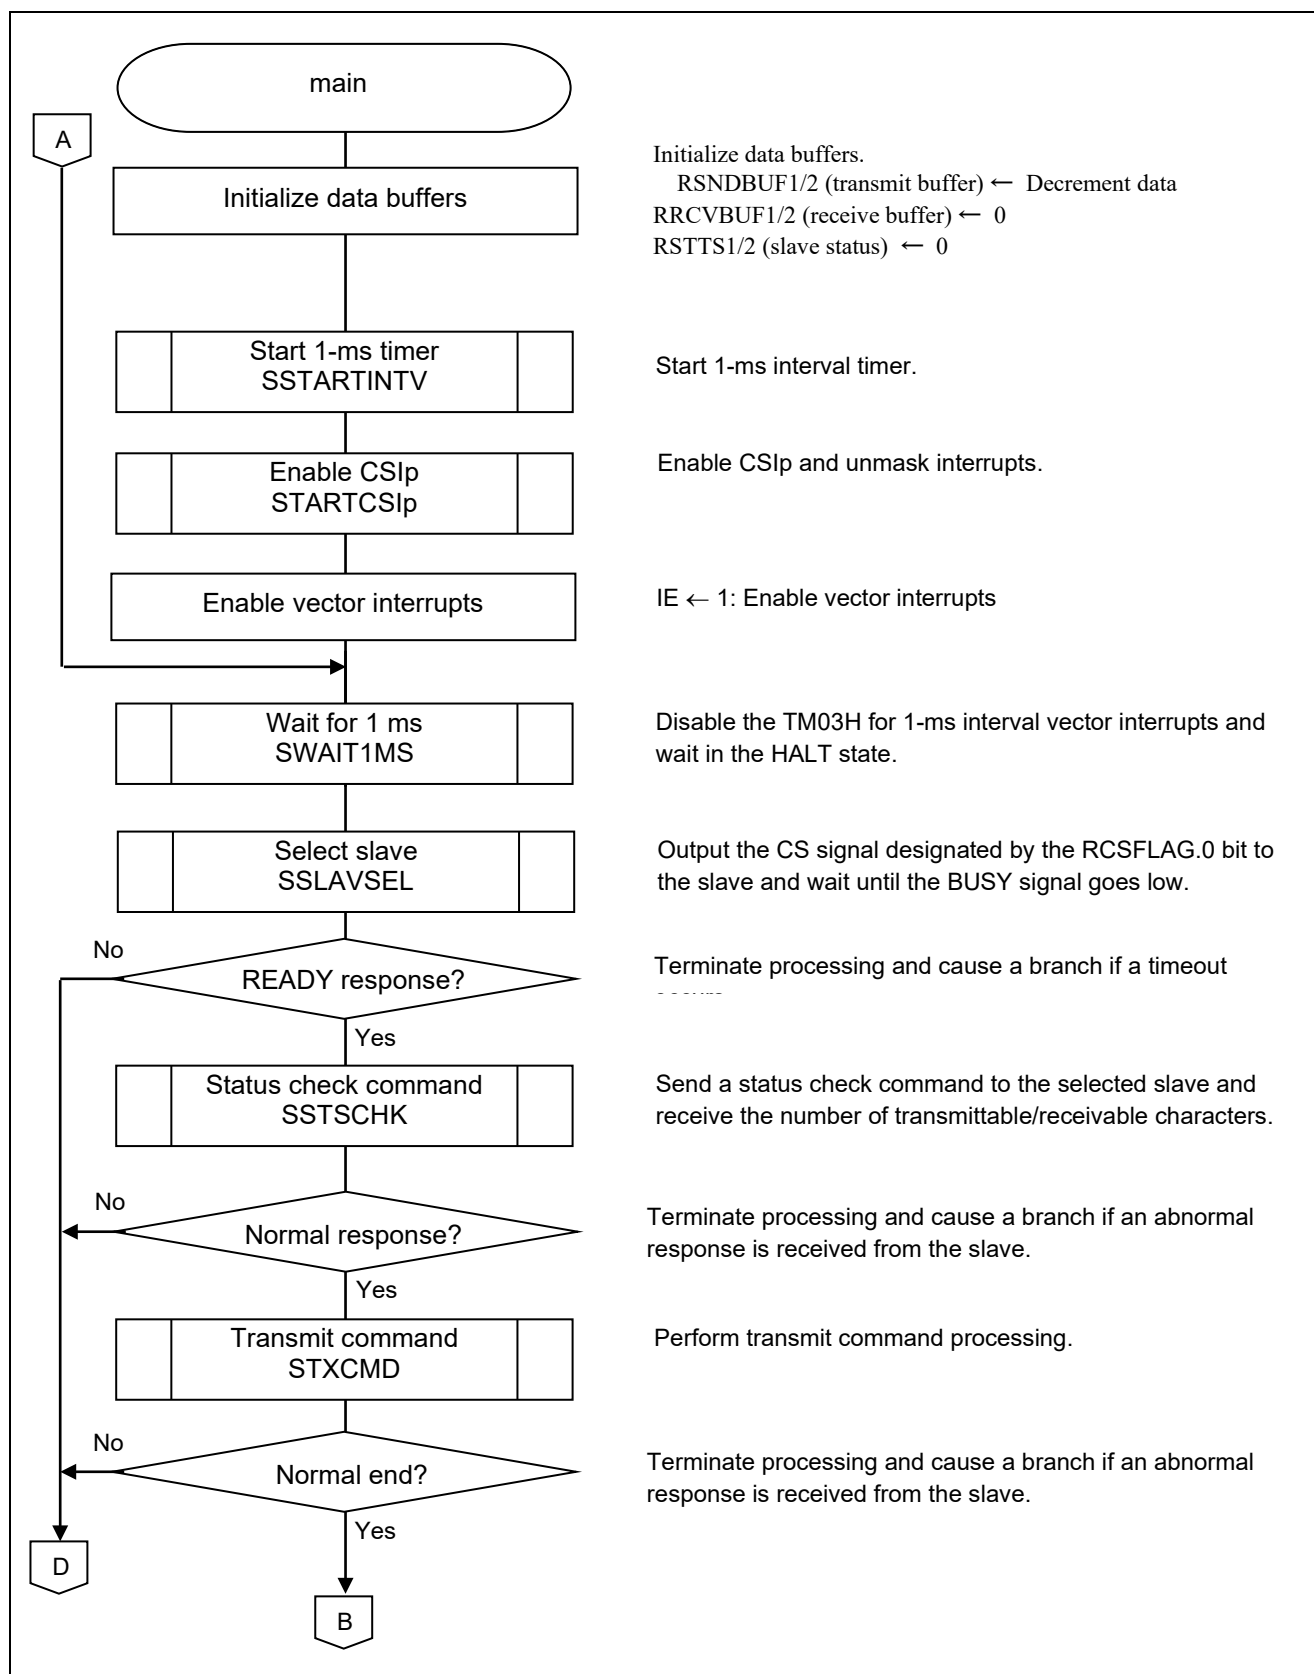 main
A
Initialize data buffers
Initialize data buffers.
RSNDBUF1/2 (transmit buffer) ← Decrement data
RRCVBUF1/2 (receive buffer) ← 0
RSTTS1/2 (slave status) ← 0
Start 1-ms timer
SSTARTINTV
Start 1-ms interval timer.
Enable CSIp
STARTCSIp
Enable CSIp and unmask interrupts.
Enable vector interrupts
IE ← 1: Enable vector interrupts
Wait for 1 ms
SWAIT1MS
Disable the TM03H for 1-ms interval vector interrupts and
wait in the HALT state.
Select slave
SSLAVSEL
Output the CS signal designated by the RCSFLAG.0 bit to
the slave and wait until the BUSY signal goes low.
No
READY response?
Yes
Terminate processing and cause a branch if a timeout
Status check command
SSTSCHK
Send a status check command to the selected slave and
receive the number of transmittable/receivable characters.
No
Normal response?
Yes
Terminate processing and cause a branch if an abnormal
response is received from the slave.
Transmit command
STXCMD
Perform transmit command processing.
No
Normal end?
Yes
Terminate processing and cause a branch if an abnormal
response is received from the slave.
D
B